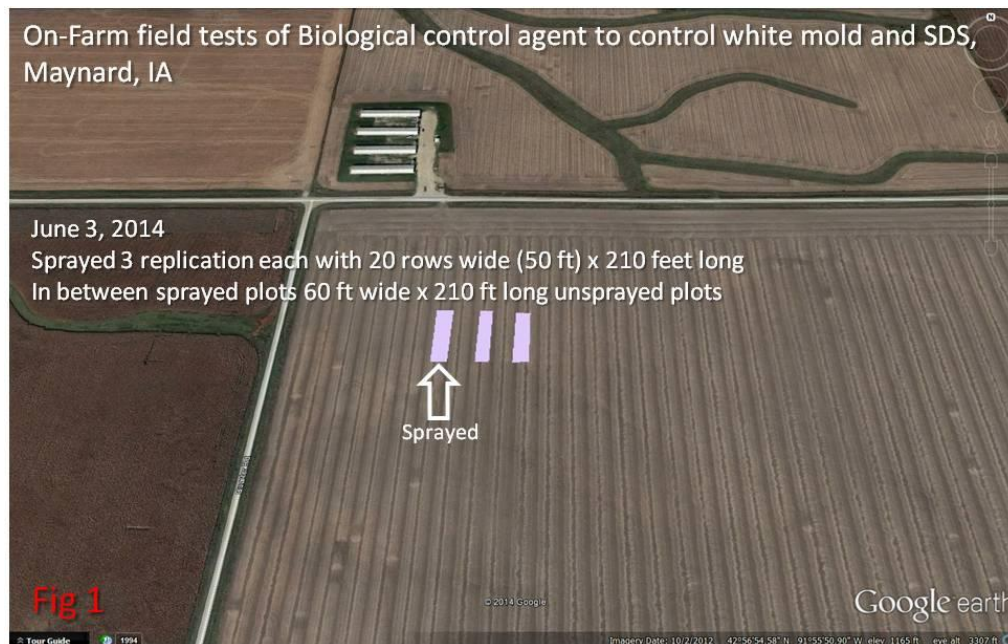 On-Farm field tests of Biological control agent to control white mold and SDS,
Maynard, IA
N
June 3, 2014
Sprayed 3 replication each with 20 rows wide (50 ft) x 210 feet long
In between sprayed plots 60 ft wide x 210 ft long unsprayed plots
Sprayed
Fig 1
© 2014 Google
Google earth
Tour Guide
1994
Imagery Date: 10/2/2012 42°56'54.58" N 91°55'50.90" W elev 1165 ft eye alt 3307 ft